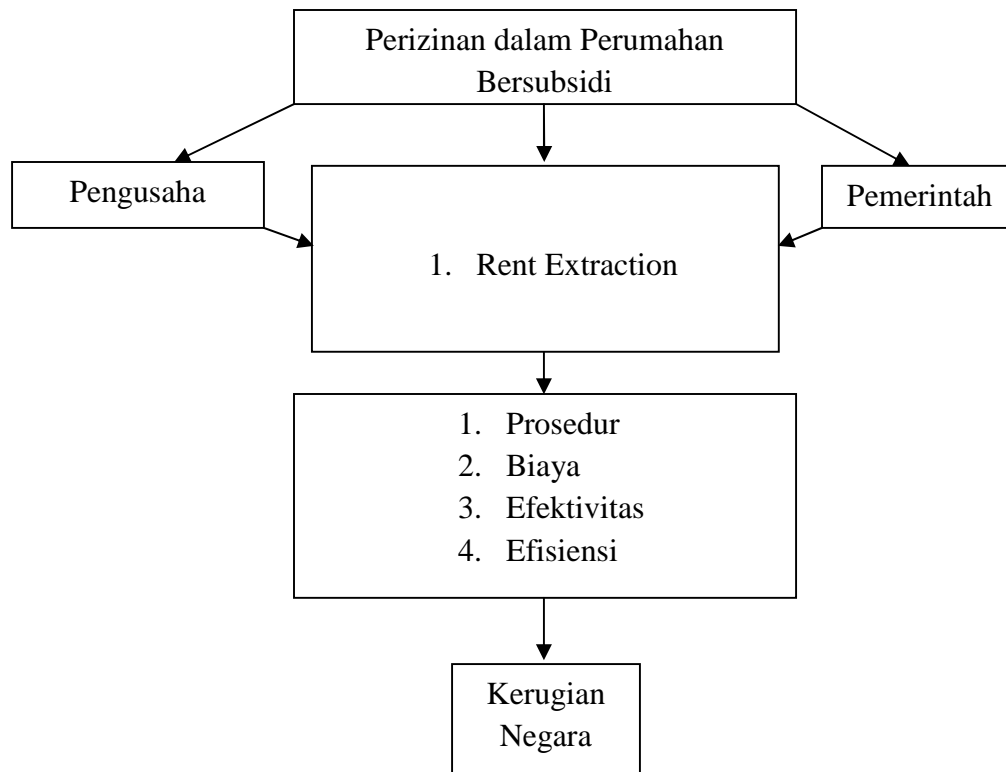 Perizinan dalam Perumahan
Bersubsidi
Pengusaha
Pemerintah
1. Rent Extraction
1. Prosedur
2. Biaya
3. Efektivitas
4. Efisiensi
Kerugian
Negara